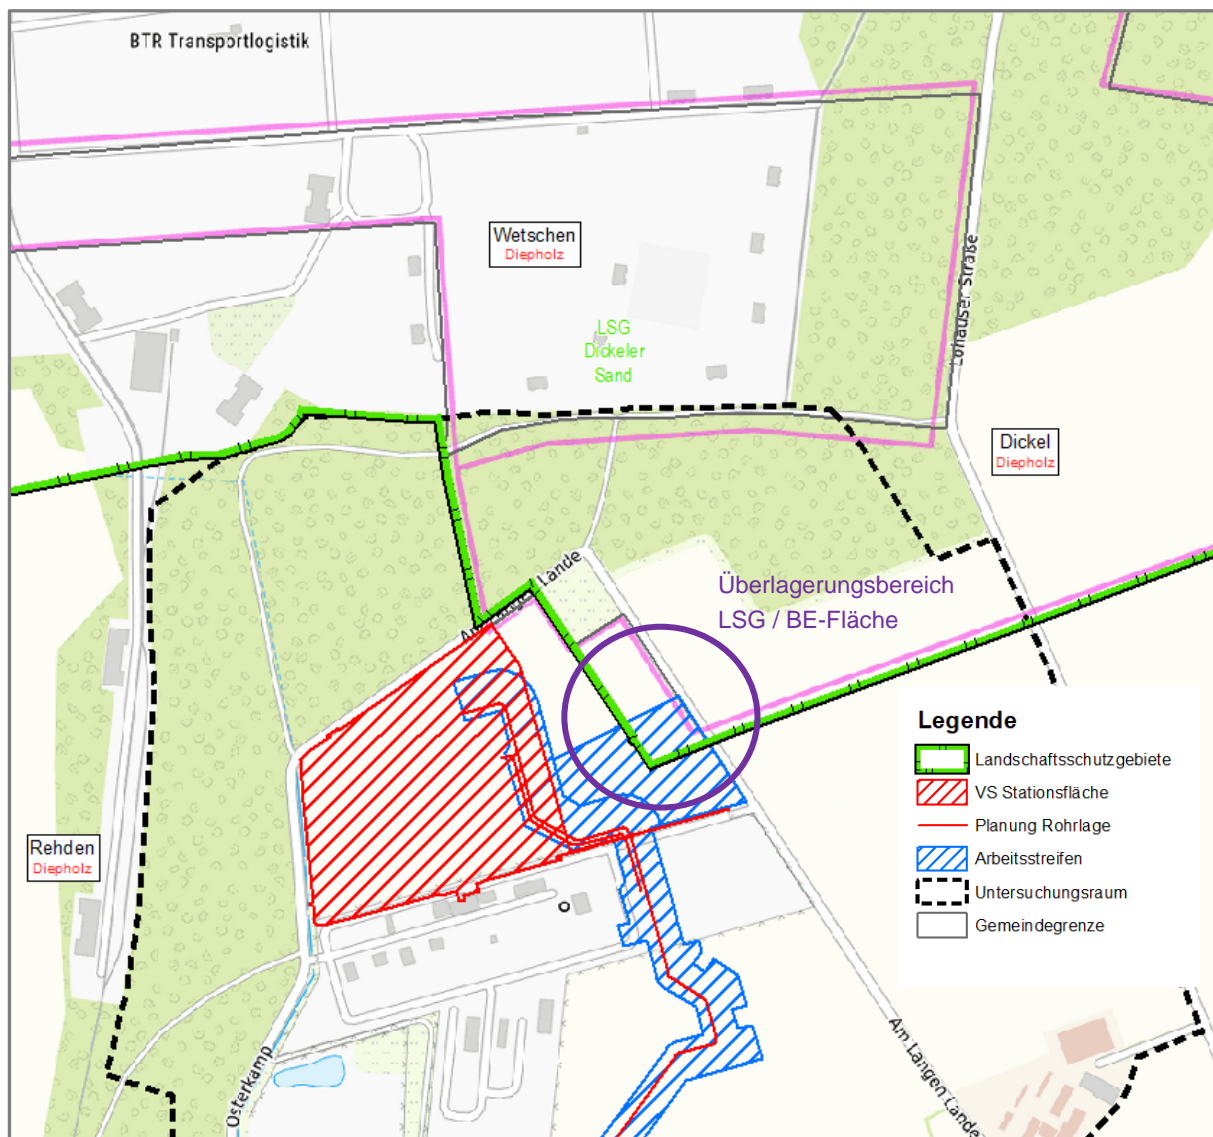 BTR Transportlogistik
Wetschen
Diepholz
Lohauser Straße
LSG
Dickeler
Sand
Dickel
Diepholz
Lande
Überlagerungsbereich
LSG / BE-Fläche
Legende
Landschaftsschutzgebiete
VS Stationsfläche
Planung Rohrlage
Arbeitsstreifen
Untersuchungsraum
Gemeindegrenze
Rehden
Diepholz
Osterkamp
Am Langen Lande